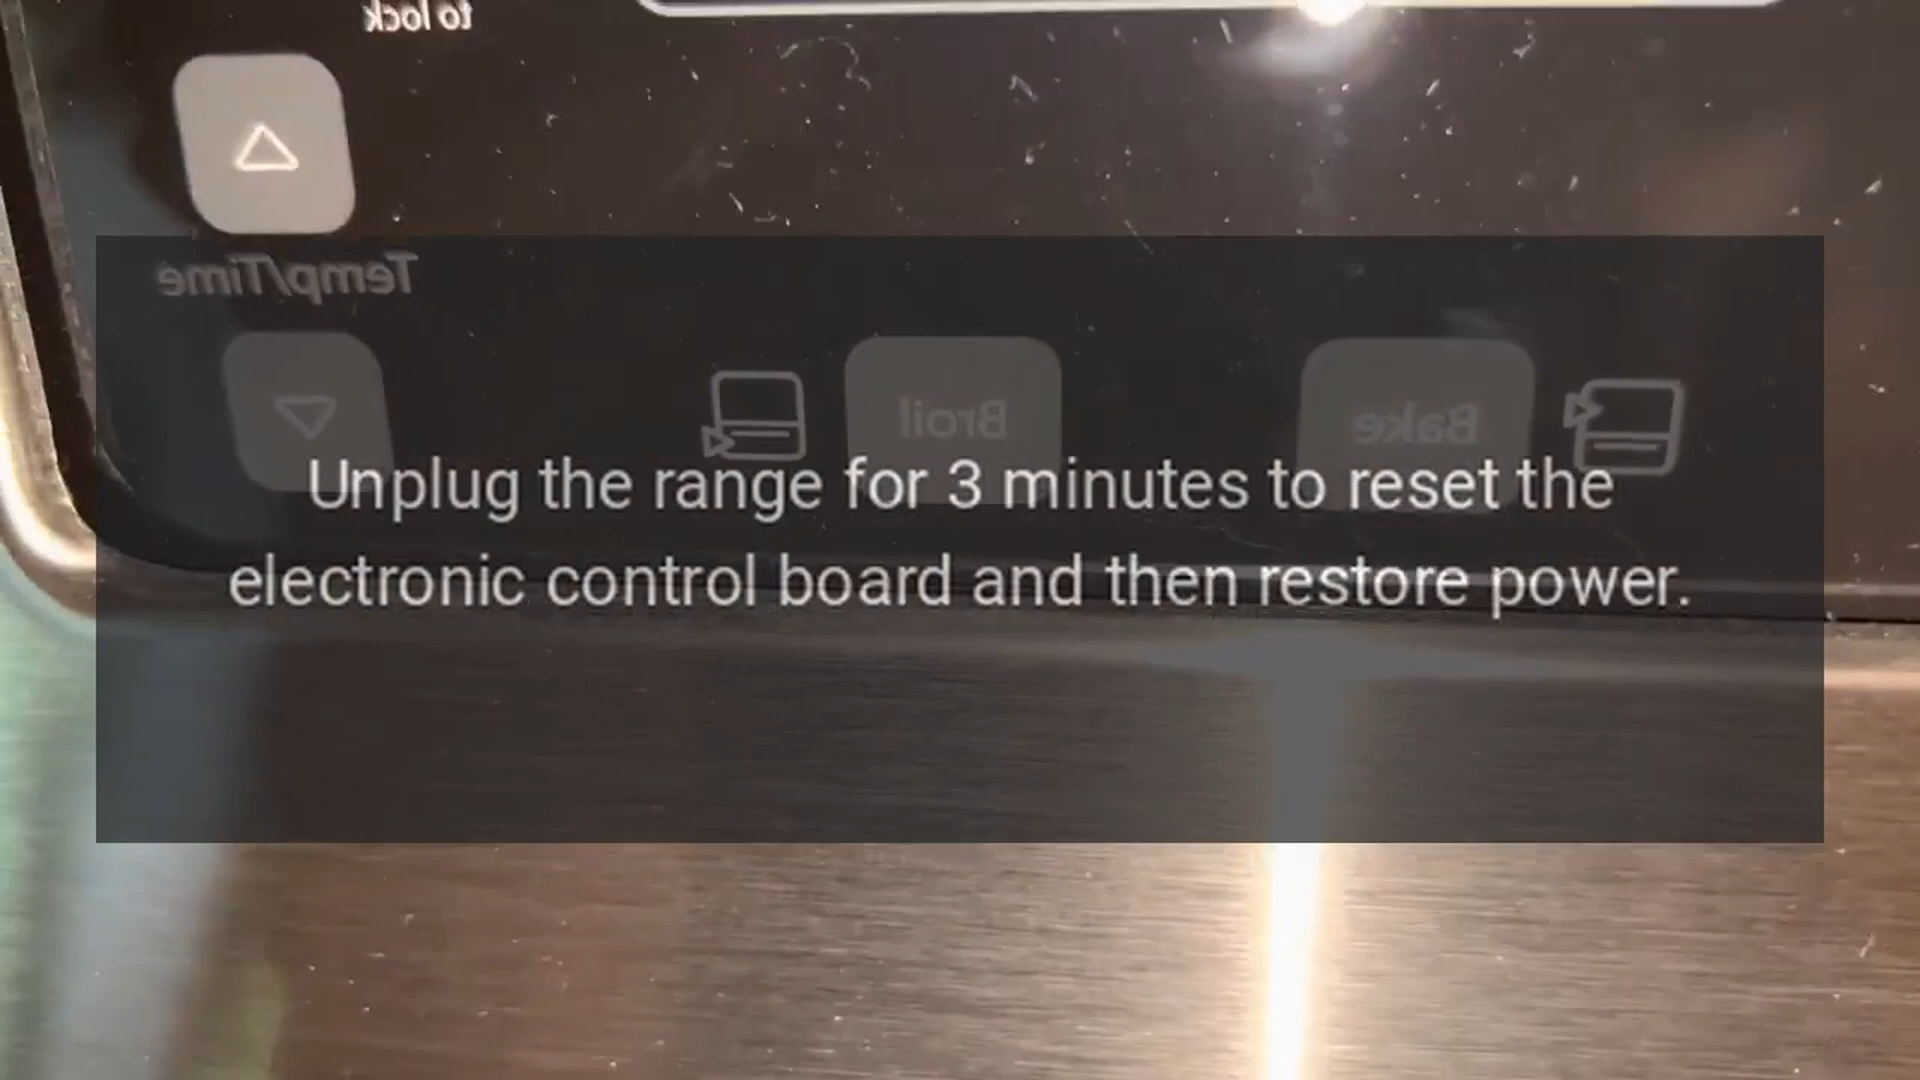 to lock
Temp/Time
Broil
Bake
Unplug the range for 3 minutes to reset the
electronic control board and then restore power.